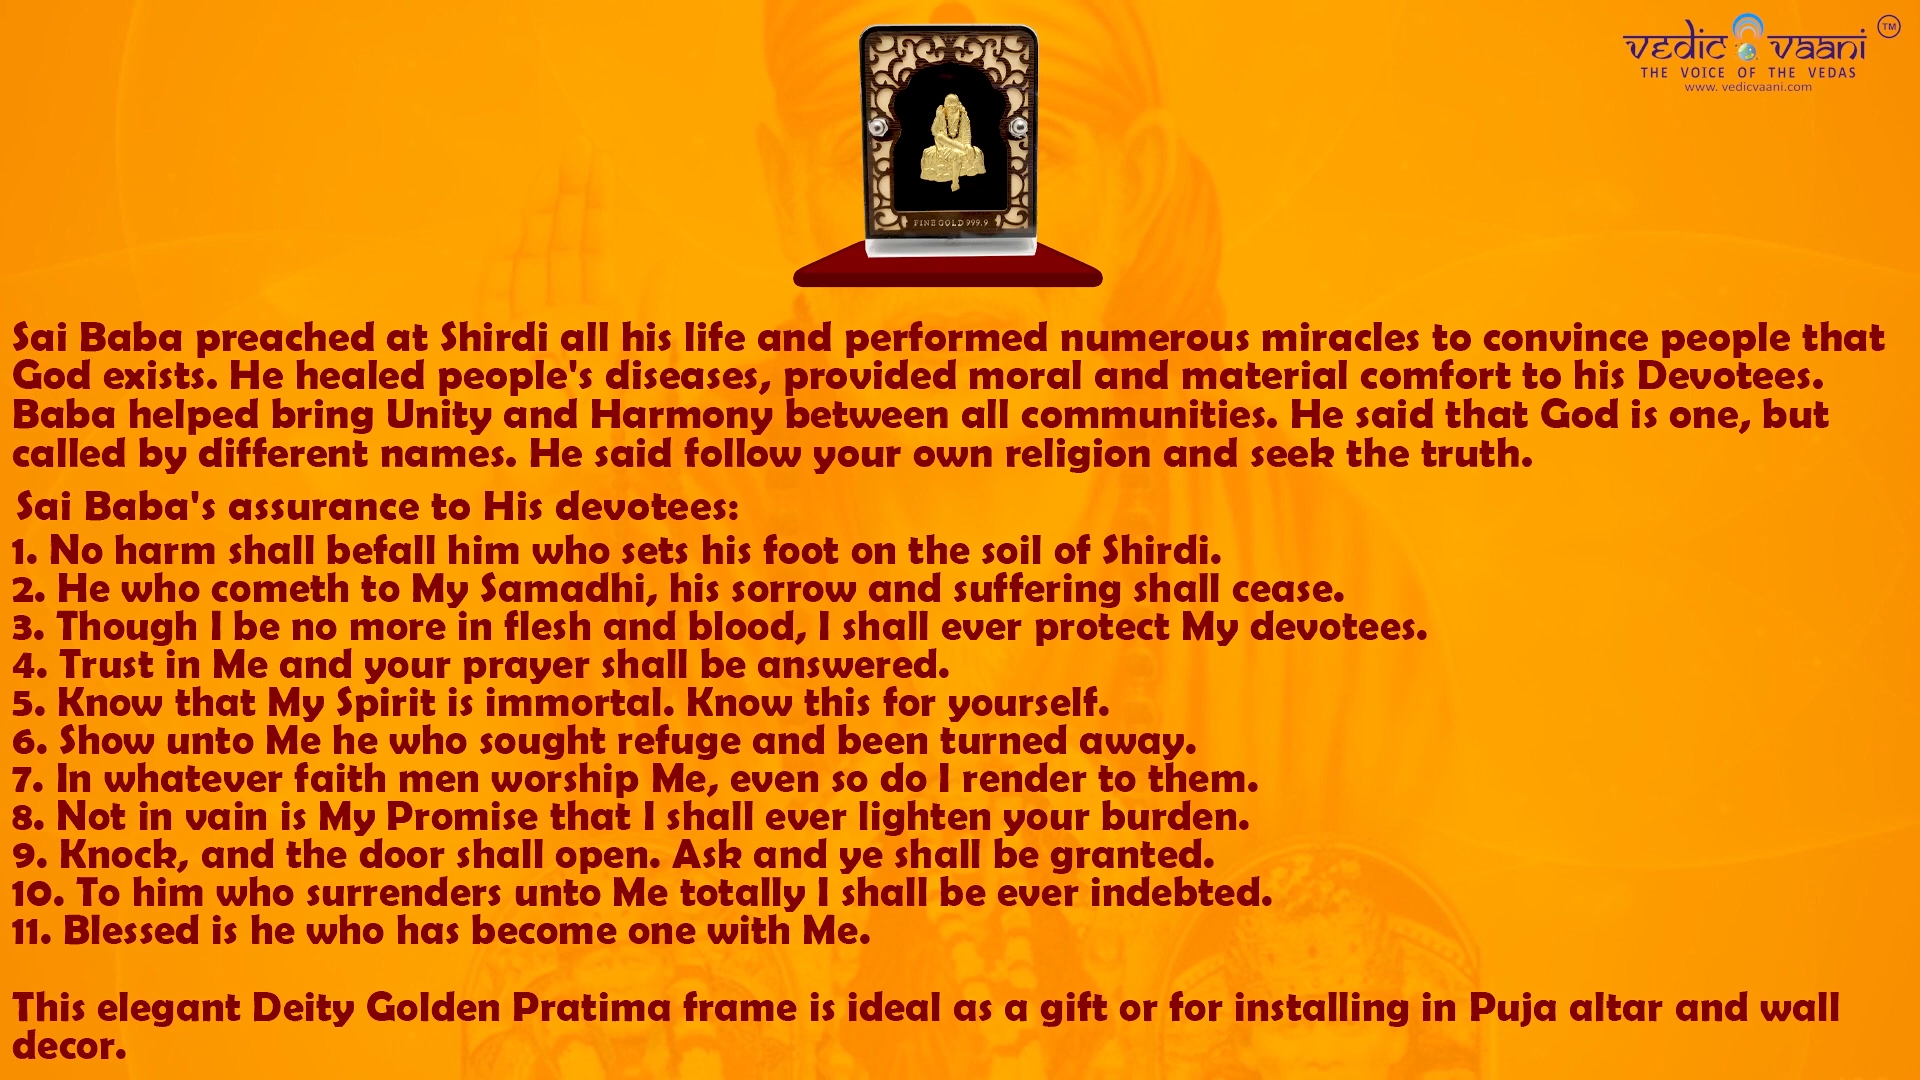 vedic vaani TM
THE VOICE OF THE VEDAS
www. vedicvaani.com
FINE GOLD 999.9
Sai Baba preached at Shirdi all his life and performed numerous miracles to convince people that
God exists. He healed people's diseases, provided moral and material comfort to his Devotees.
Baba helped bring Unity and Harmony between all communities. He said that God is one, but
called by different names. He said follow your own religion and seek the truth.
Sai Baba's assurance to His devotees:
1. No harm shall befall him who sets his foot on the soil of Shirdi.
2. He who cometh to My Samadhi, his sorrow and suffering shall cease.
3. Though I be no more in flesh and blood, I shall ever protect My devotees.
4. Trust in Me and your prayer shall be answered.
5. Know that My Spirit is immortal. Know this for yourself.
6. Show unto Me he who sought refuge and been turned away.
7. In whatever faith men worship Me, even so do I render to them.
8. Not in vain is My Promise that I shall ever lighten your burden.
9. Knock, and the door shall open. Ask and ye shall be granted.
10. To him who surrenders unto Me totally I shall be ever indebted.
11. Blessed is he who has become one with Me.
This elegant Deity Golden Pratima frame is ideal as a gift or for installing in Puja altar and wall
decor.